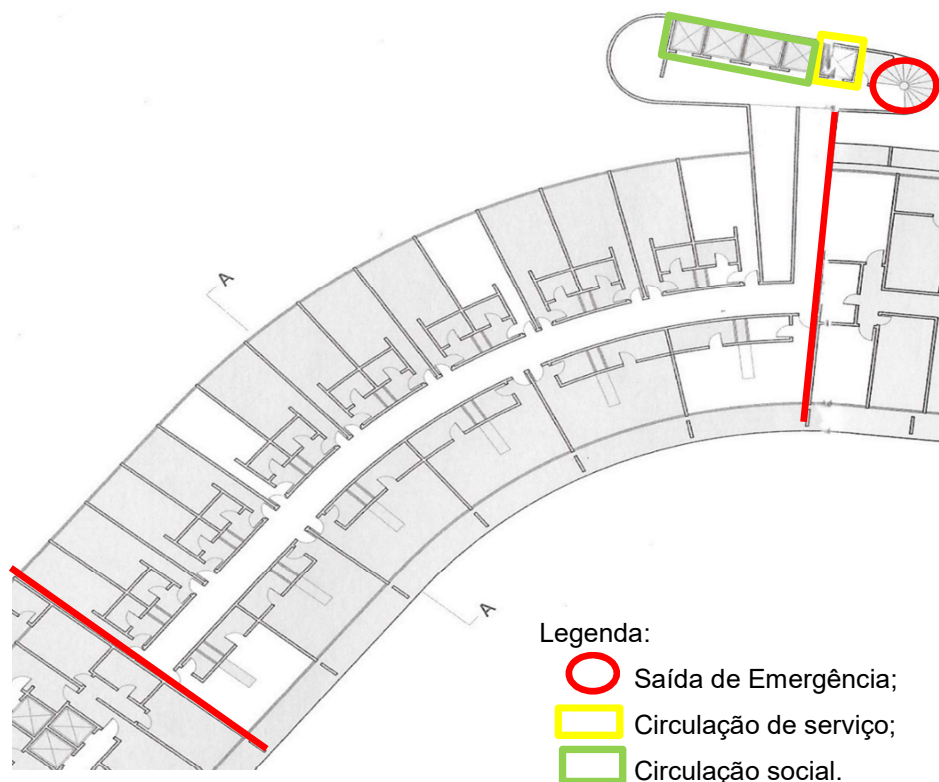 A
A
Legenda:
Saída de Emergência;
Circulação de serviço;
Circulação social.